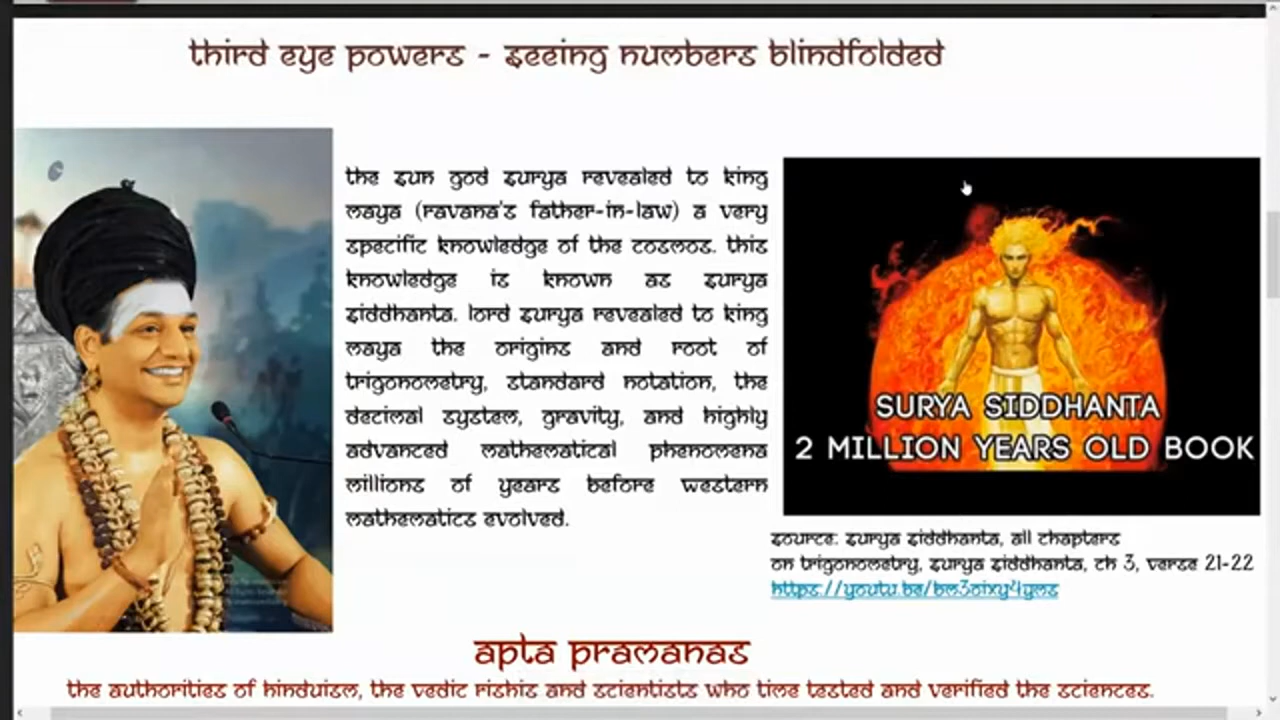 third eye powers - seeing numbers blindfolded
the sun god surya revealed to king
maya (ravana's father-in-law) a very
specific knowledge of the cosmos. this
knowledge is known as surya
siddhanta. lord surya revealed to king
maya the origins and root of
trigonometry, standard notation, the
decimal system, gravity, and highly
advanced mathematical phenomena
millions of years before western
mathematics evolved.
SURYA SIDDHANTA
2 MILLION YEARS OLD BOOK
source: surya siddhanta, all chapters
on trigonometry, surya siddhanta, ch 3, verse 21-22
https://youtu.be/bm3oixy4yms
apta pramanas
the authorities of hinduism, the vedic rishis and scientists who time tested and verified the sciences.